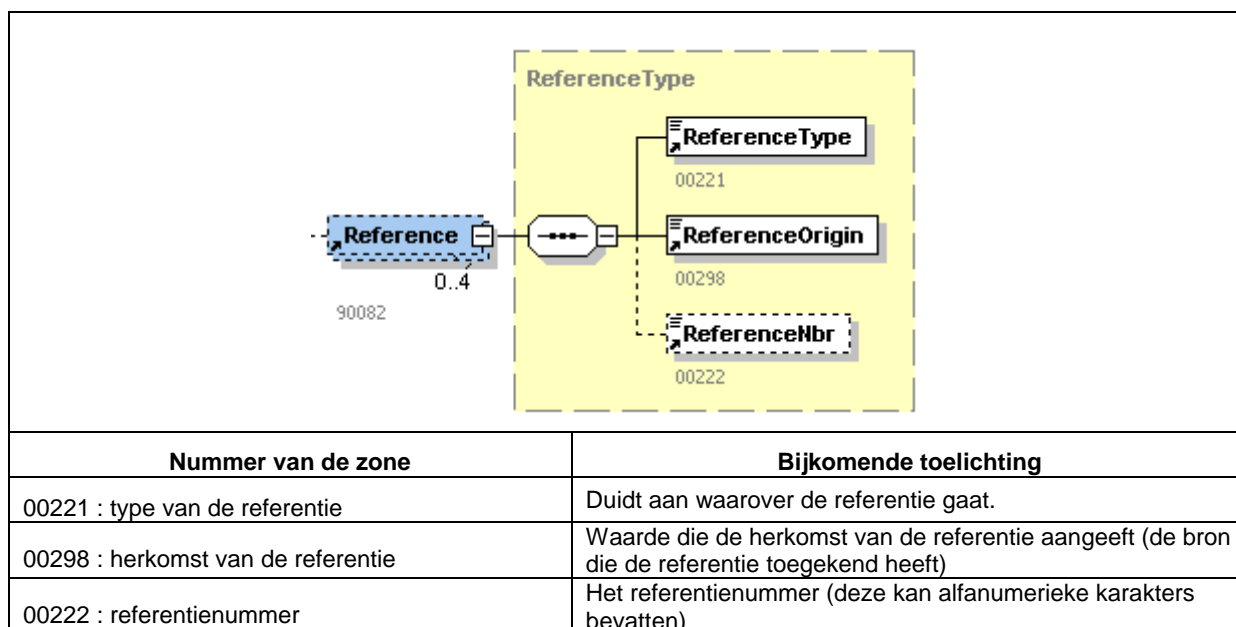 ReferenceType
ReferenceType
00221
Reference
0..4
90082
ReferenceOrigin
00298
ReferenceNbr
00222
Nummer van de zone
Bijkomende toelichting
00221 : type van de referentie
Duidt aan waarover de referentie gaat.
00298 : herkomst van de referentie
Waarde die de herkomst van de referentie aangeeft (de bron
die de referentie toegekend heeft)
00222 : referentienummer
Het referentienummer (deze kan alfanumerieke karakters
bevatten)